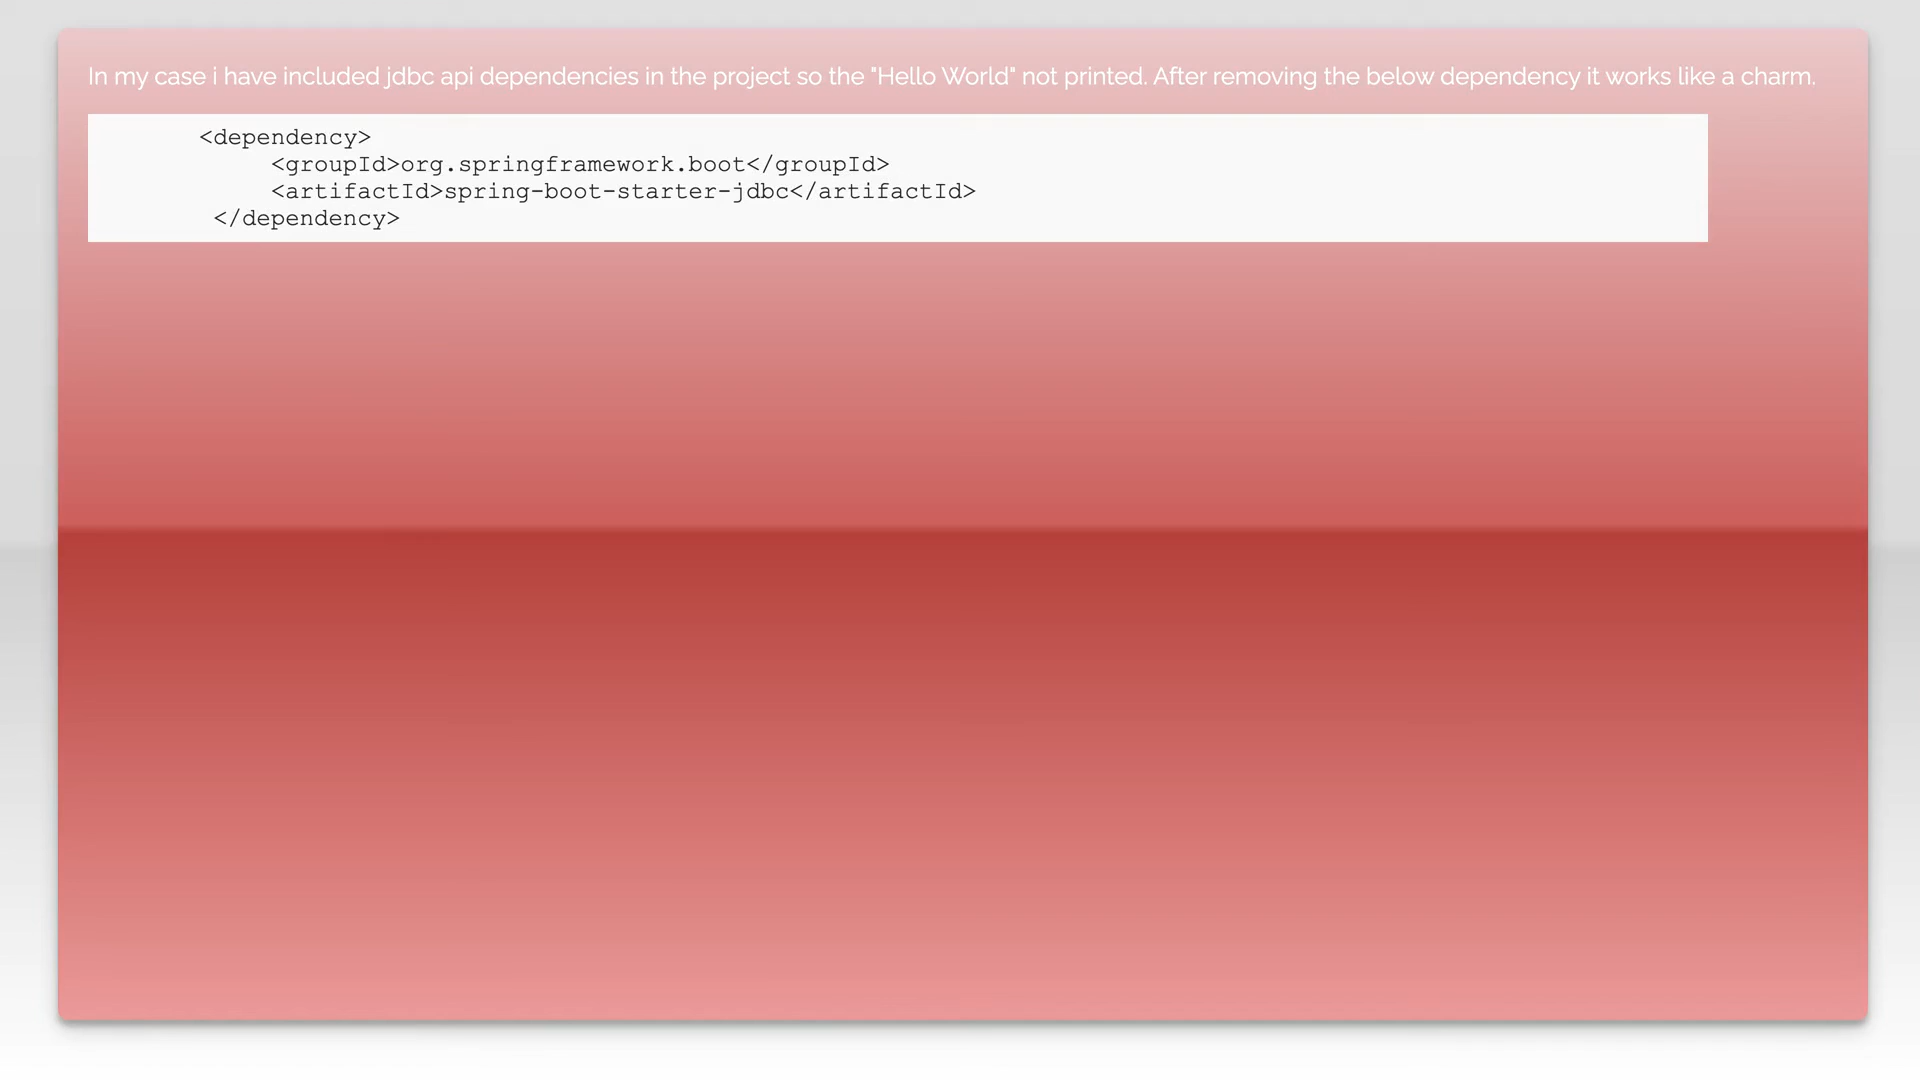 In my case i have included jdbc api dependencies in the project so the "Hello World" not printed. After removing the below dependency it works like a charm.
<dependency>
<groupId>org.springframework.boot</groupId>
<artifactId>spring-boot-starter-jdbc</artifactId>
</dependency>